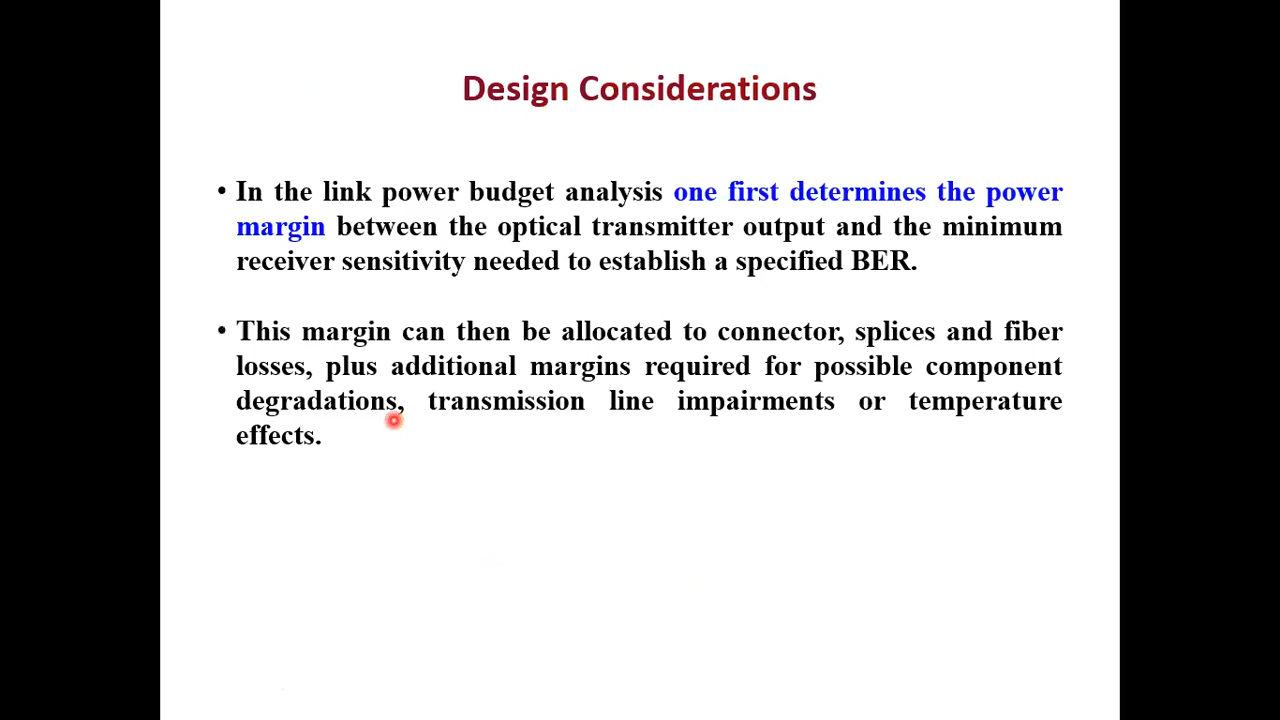 Design Considerations
• In the link power budget analysis one first determines the power
margin between the optical transmitter output and the minimum
receiver sensitivity needed to establish a specified BER.
• This margin can then be allocated to connector, splices and fiber
losses, plus additional margins required for possible component
degradations, transmission line impairments or temperature
effects.